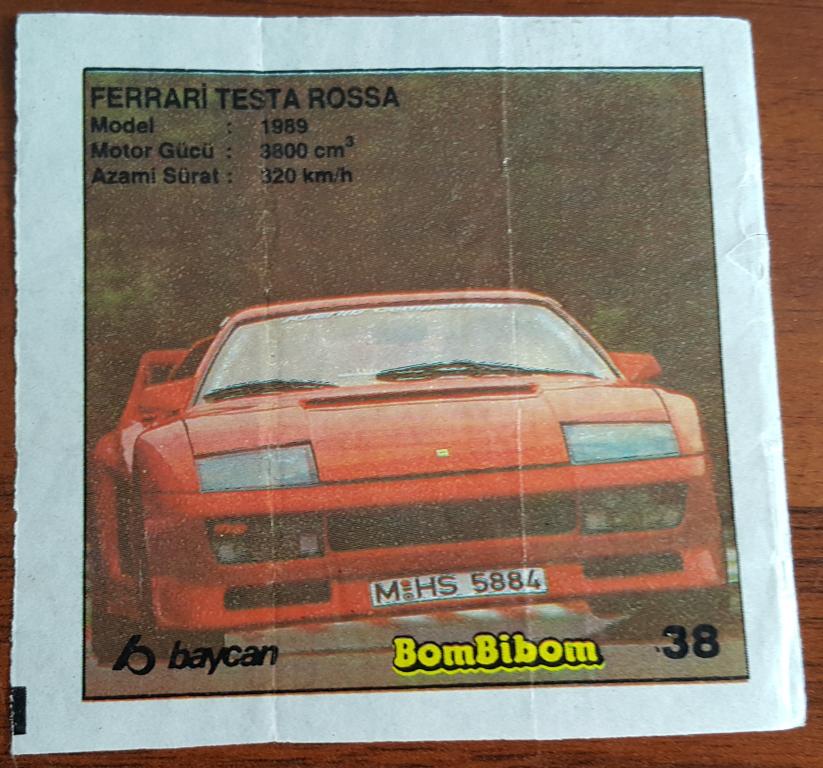 FERRARİ TESTA ROSSA
Model : 1989
Motor Gücü : 3800 cm³
Azami Sürat : 320 km/h
M HS 5884
baycan
BomBibom
38